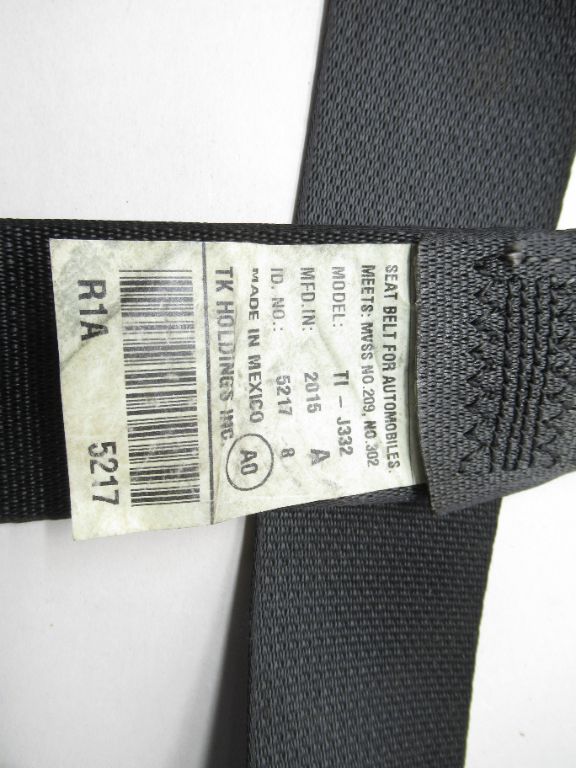 SEAT BELT FOR AUTOMOBILES.
MEETS: MVSS NO.209, NO.302
MODEL: TI - J332
MFD.IN: 2015 A
ID. NO.: 5217 8
MADE IN MEXICO
TK HOLDINGS INC. A0
R1A 5217